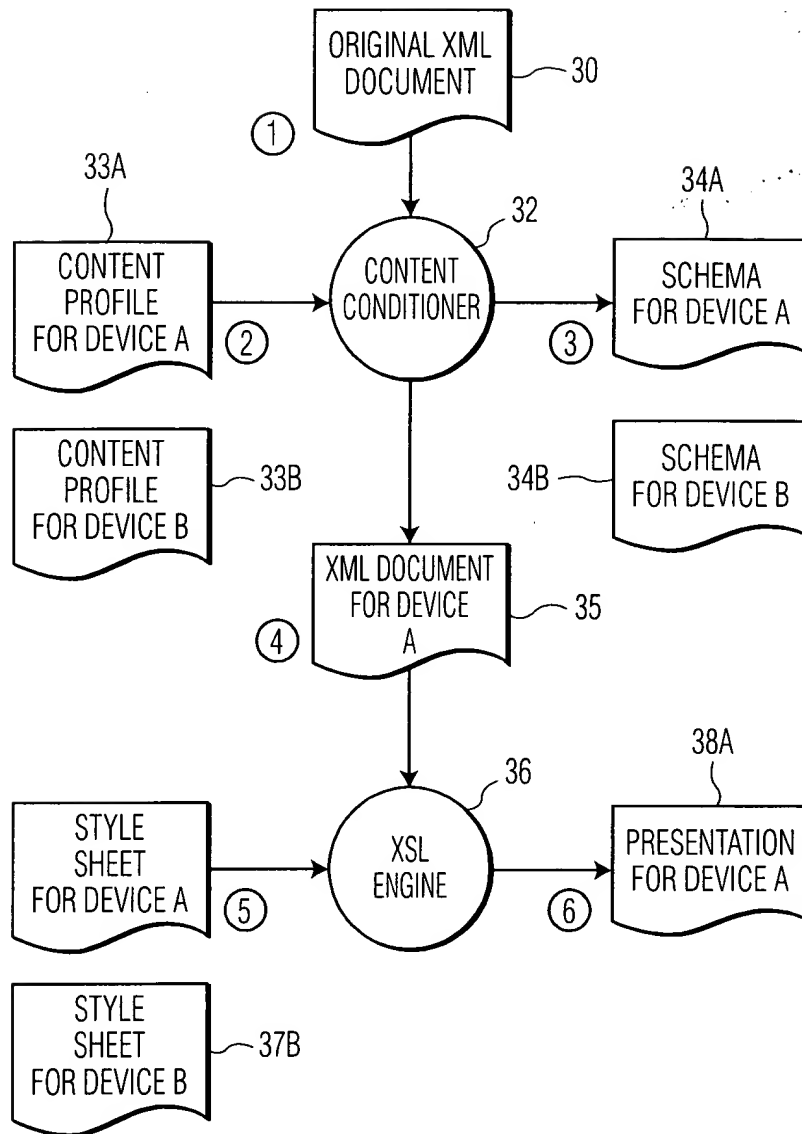 ORIGINAL XML
DOCUMENT
30
1
33A
32
34A
CONTENT
PROFILE
FOR DEVICE A
2
CONTENT
CONDITIONER
3
SCHEMA
FOR DEVICE A
CONTENT
PROFILE
FOR DEVICE B
33B
34B
SCHEMA
FOR DEVICE B
XML DOCUMENT
FOR DEVICE
A
35
4
36
38A
STYLE
SHEET
FOR DEVICE A
5
XSL
ENGINE
6
PRESENTATION
FOR DEVICE A
STYLE
SHEET
FOR DEVICE B
37B